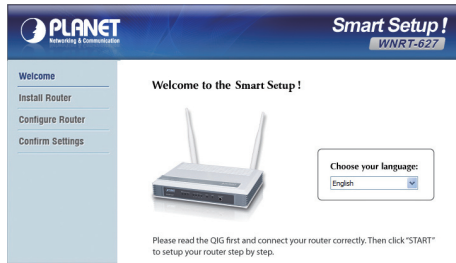 PLANET
Networking & Communication
Smart Setup !
WNRT-627
Welcome
Install Router
Configure Router
Confirm Settings
Welcome to the Smart Setup !
Choose your language:
English
Please read the QIG first and connect your router correctly. Then click "START"
to setup your router step by step.